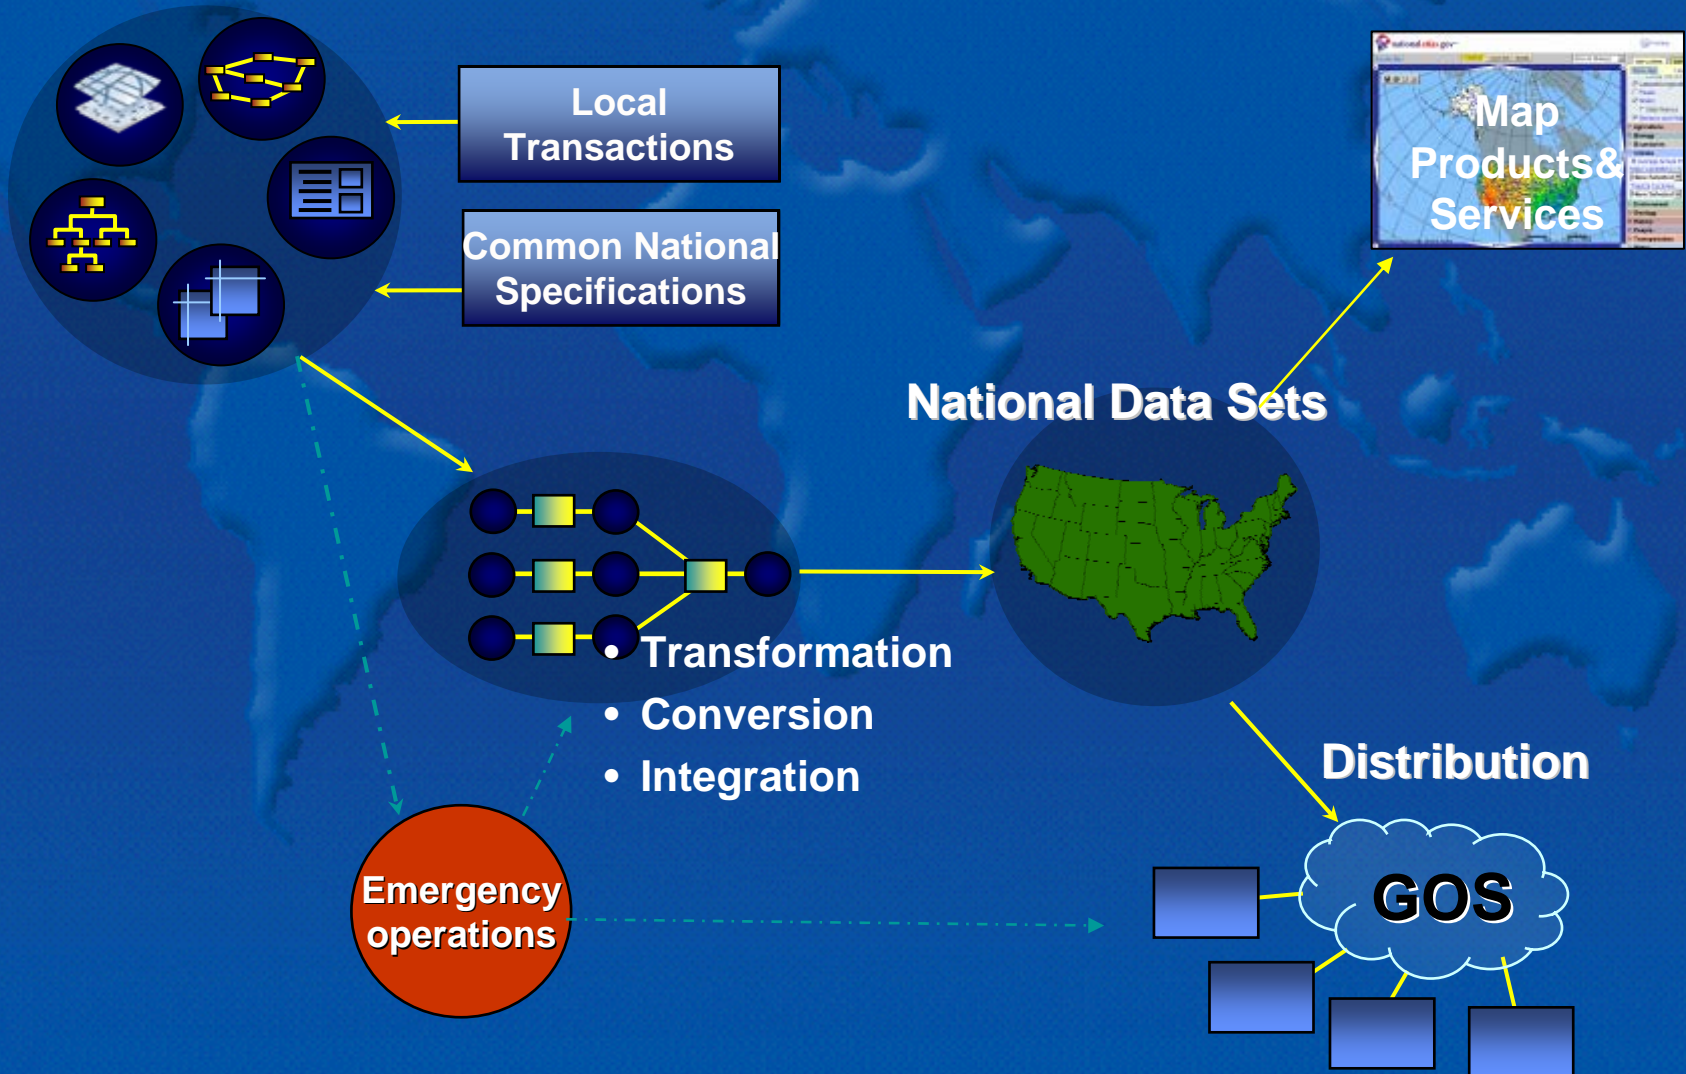 Local
Transactions
Common National
Specifications
Map
Products&
Services
National Data Sets
• Transformation
• Conversion
• Integration
Distribution
Emergency
operations
GOS